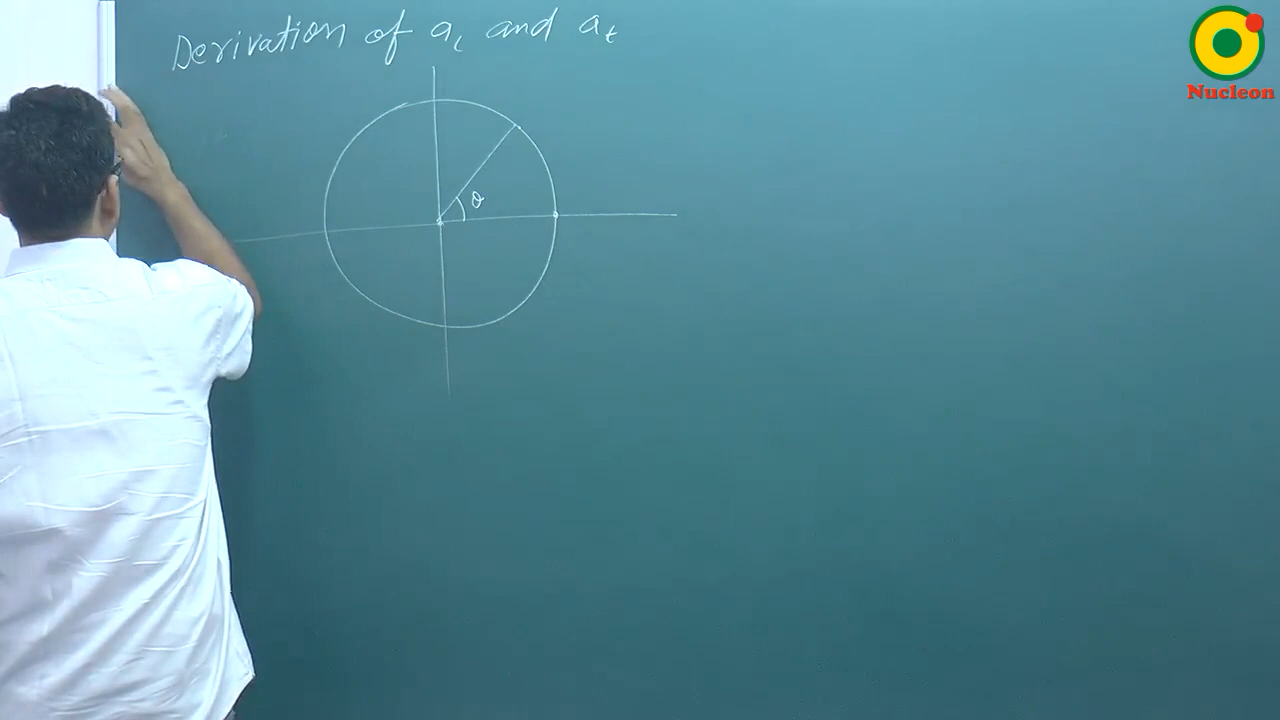 Derivation of a_c and a_t
θ
Nucleon